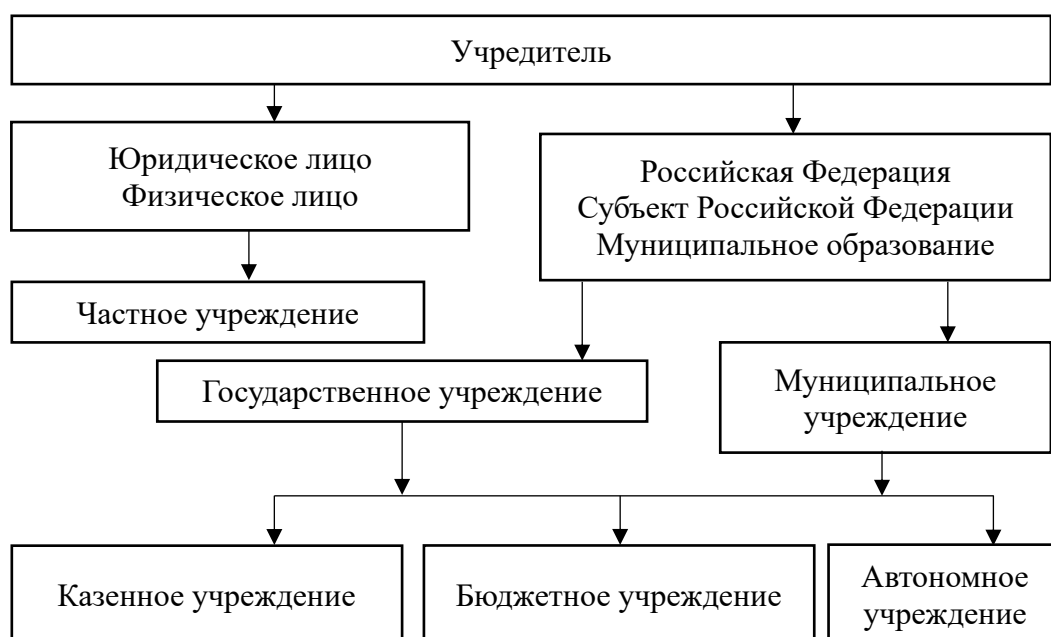 Учредитель
Юридическое лицо
Физическое лицо
Российская Федерация
Субъект Российской Федерации
Муниципальное образование
Частное учреждение
Государственное учреждение
Муниципальное
учреждение
Казенное учреждение
Бюджетное учреждение
Автономное
учреждение